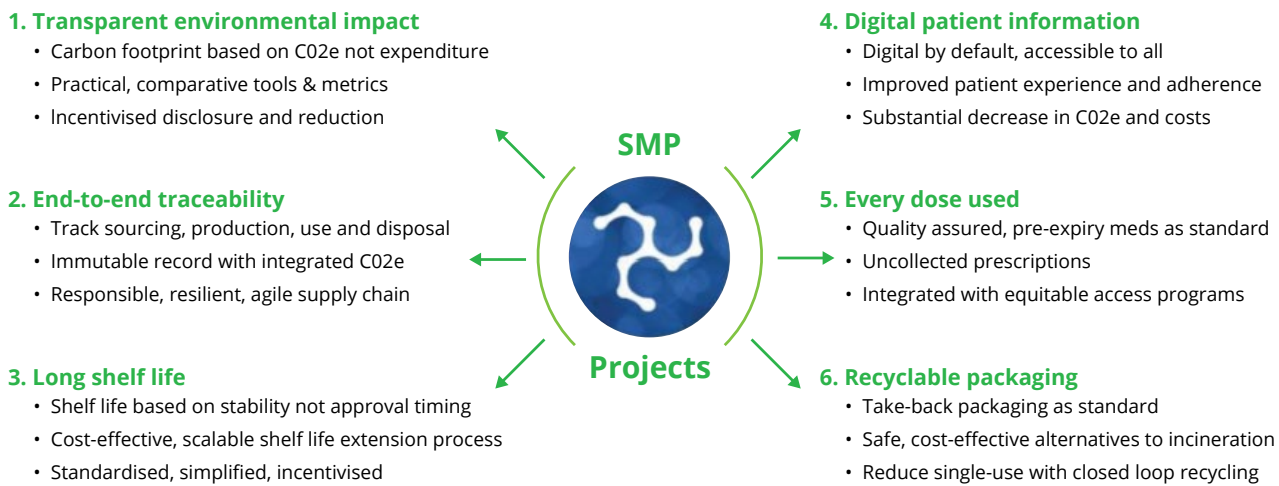 1. Transparent environmental impact
• Carbon footprint based on C02e not expenditure
• Practical, comparative tools & metrics
• Incentivised disclosure and reduction
2. End-to-end traceability
• Track sourcing, production, use and disposal
• Immutable record with integrated C02e
• Responsible, resilient, agile supply chain
3. Long shelf life
• Shelf life based on stability not approval timing
• Cost-effective, scalable shelf life extension process
• Standardised, simplified, incentivised
SMP
Projects
4. Digital patient information
• Digital by default, accessible to all
• Improved patient experience and adherence
• Substantial decrease in C02e and costs
5. Every dose used
• Quality assured, pre-expiry meds as standard
• Uncollected prescriptions
• Integrated with equitable access programs
6. Recyclable packaging
• Take-back packaging as standard
• Safe, cost-effective alternatives to incineration
• Reduce single-use with closed loop recycling